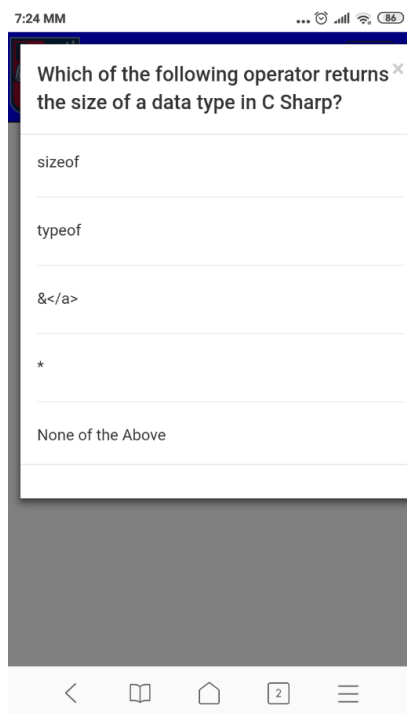 7:24 MM
86
Which of the following operator returns
the size of a data type in C Sharp?
×
sizeof
typeof
&</a>
*
None of the Above
2